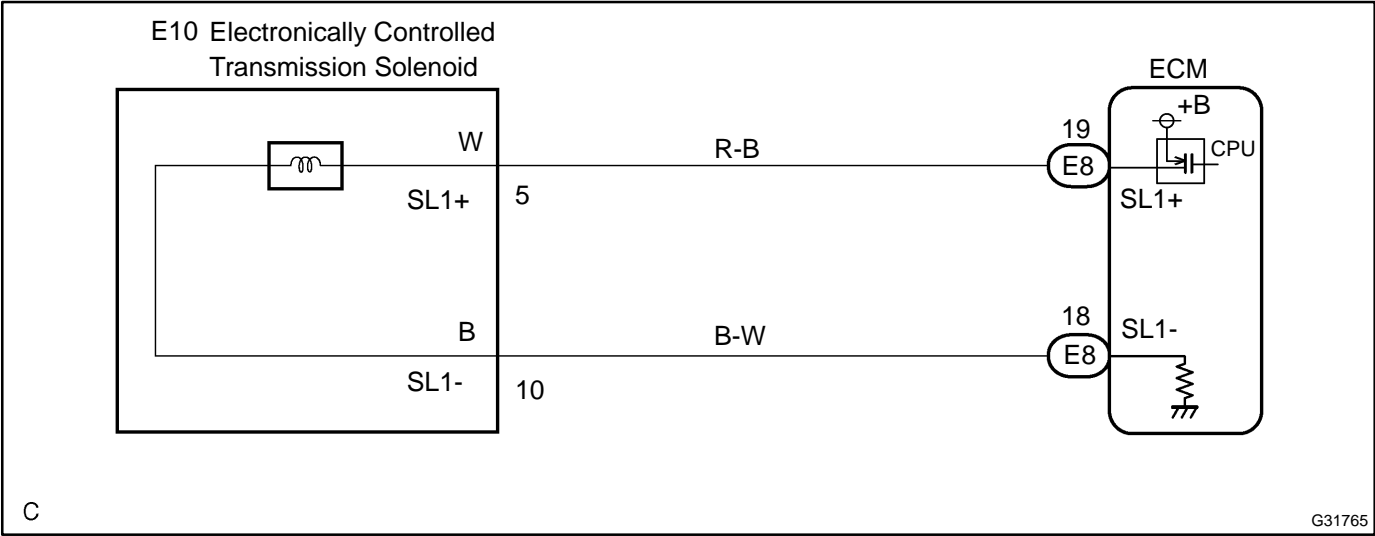 E10 Electronically Controlled
Transmission Solenoid
ECM
+B
19
W
R-B
E8
CPU
SL1+
5
SL1+
18
B
B-W
SL1-
E8
SL1-
10
C
G31765